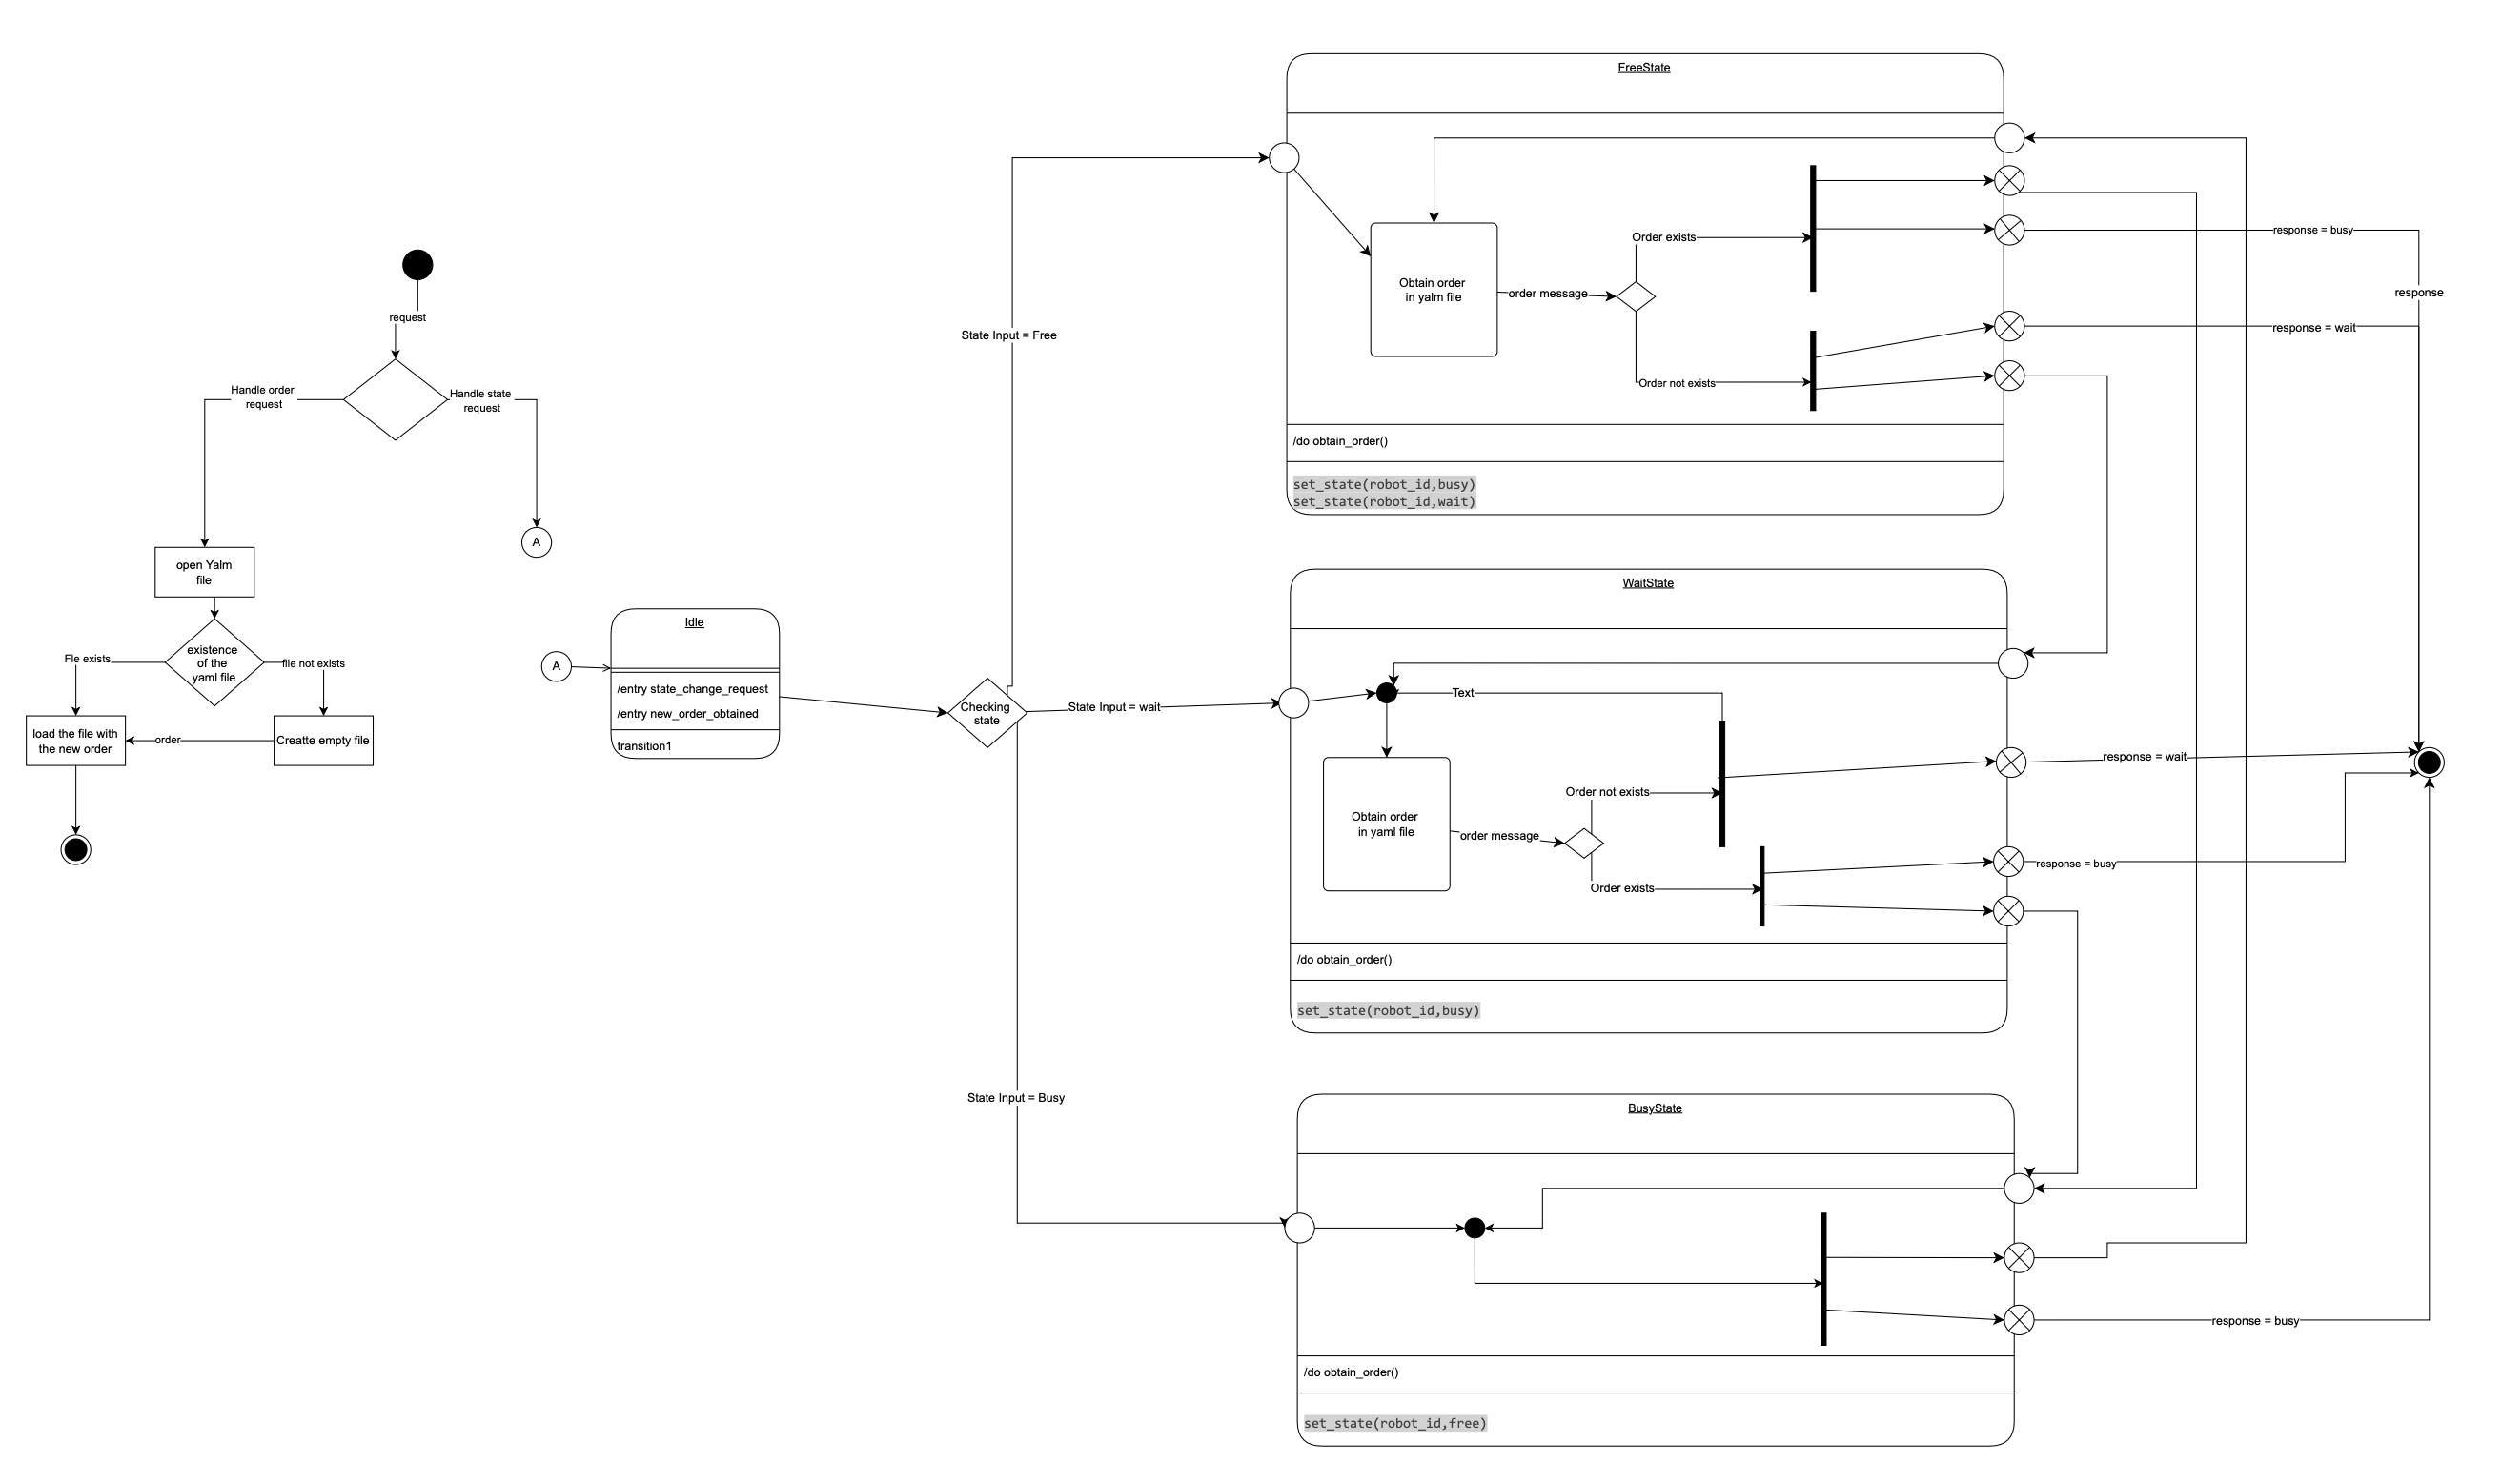 request
Handle order
request
Handle state
request
A
open Yalm
file
existence
of the
yaml file
Fle exists
file not exists
load the file with
the new order
order
Creatte empty file
A
Idle
/entry state_change_request
/entry new_order_obtained
transition1
Checking
state
State Input = Free
State Input = wait
State Input = Busy
FreeState
Obtain order
in yalm file
order message
Order exists
Order not exists
/do obtain_order()
set_state(robot_id,busy)
set_state(robot_id,wait)
response = busy
response
response = wait
WaitState
Text
Obtain order
in yaml file
order message
Order not exists
Order exists
/do obtain_order()
set_state(robot_id,busy)
response = wait
response = busy
BusyState
/do obtain_order()
set_state(robot_id,free)
response = busy